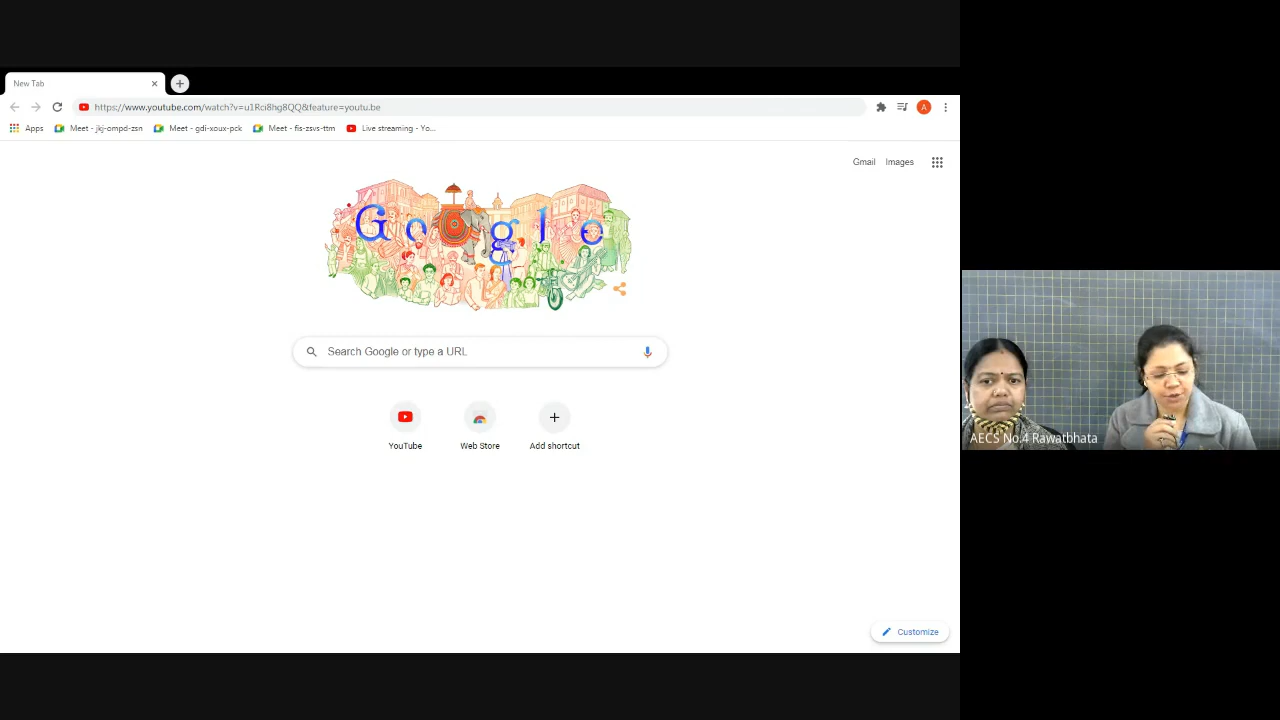 New Tab
https://www.youtube.com/watch?v=u1Rci8hg8QQ&feature=youtu.be
A
Apps Meet - jkj-ompd-zsn Meet - gdi-xoux-pck Meet - fis-zsvs-ttm Live streaming - Yo...
Gmail Images
Google
Search Google or type a URL
YouTube Web Store Add shortcut
AECS No.4 Rawatbhata
Customize